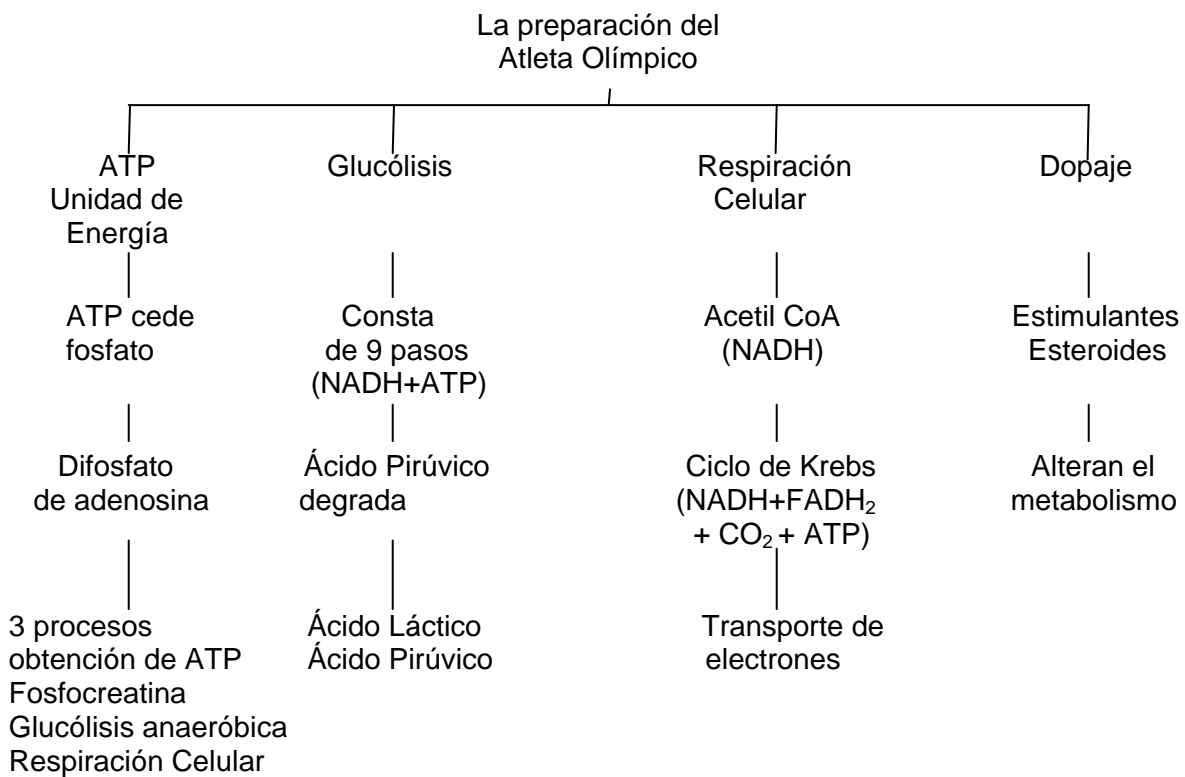 La preparación del
Atleta Olímpico
ATP
Unidad de
Energía
ATP cede
fosfato
Difosfato
de adenosina
3 procesos
obtención de ATP
Fosfocreatina
Glucólisis anaeróbica
Respiración Celular
Glucólisis
Consta
de 9 pasos
(NADH+ATP)
Ácido Pirúvico
degrada
Ácido Láctico
Ácido Pirúvico
Respiración
Celular
Acetil CoA
(NADH)
Ciclo de Krebs
(NADH+FADH₂
+ CO₂ + ATP)
Transporte de
electrones
Dopaje
Estimulantes
Esteroides
Alteran el
metabolismo